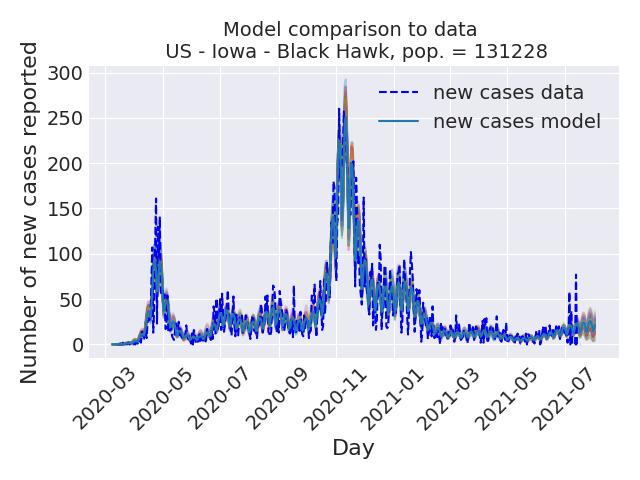 Model comparison to data
US - Iowa - Black Hawk, pop. = 131228
Number of new cases reported
300
250
200
150
100
50
0
new cases data
new cases model
2020-03
2020-05
2020-07
2020-09
2020-11
2021-01
2021-03
2021-05
2021-07
Day